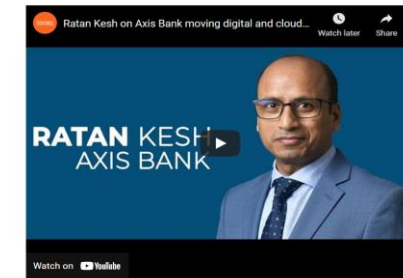 Ratan Kesh on Axis Bank moving digital and cloud...
Watch later
Share
RATAN KESH
AXIS BANK
Watch on YouTube